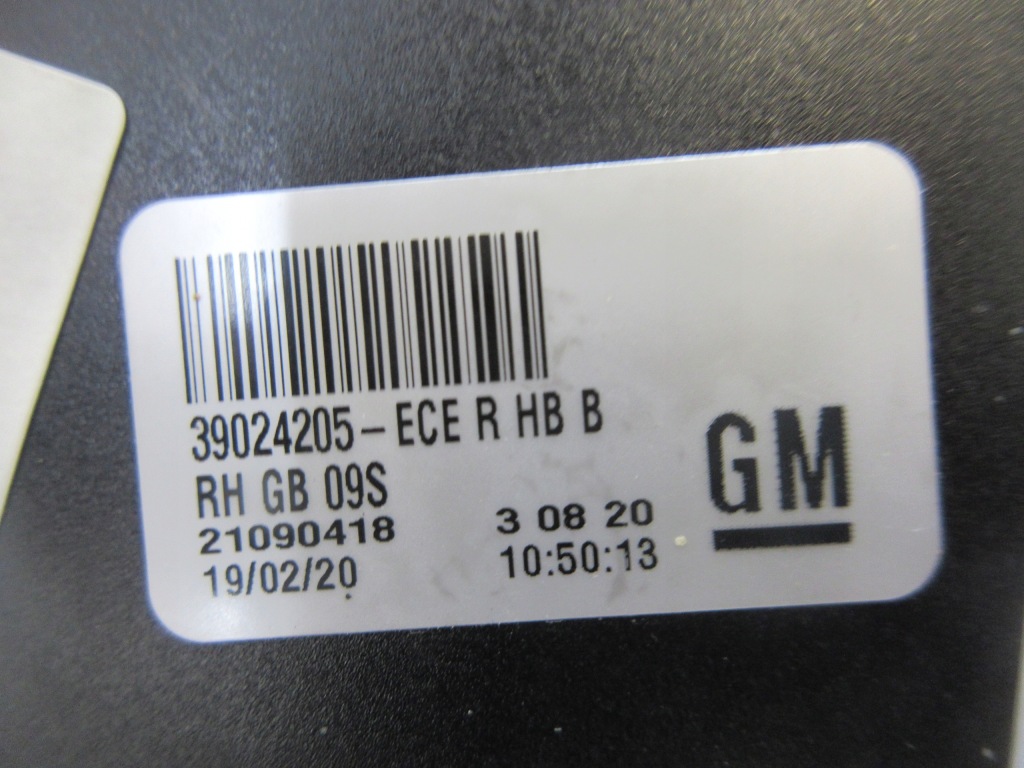 39024205-ECE R HB B
RH GB 09S
21090418 3 08 20
19/02/20 10:50:13
GM